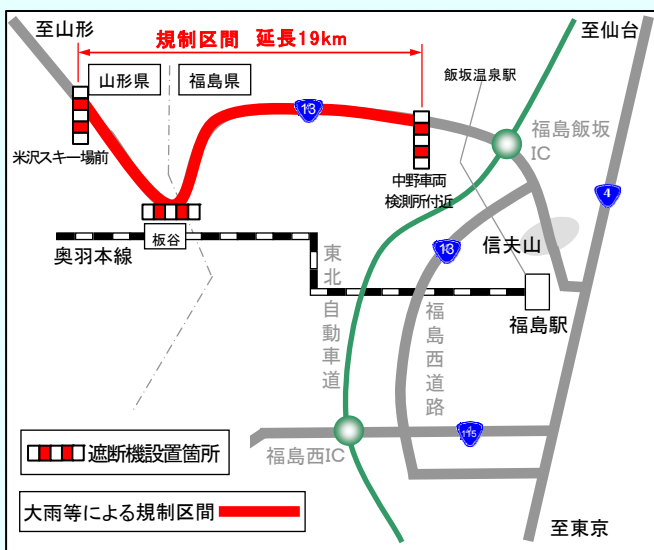 至山形
規制区間 延長19km
至仙台
山形県
福島県
飯坂温泉駅
13
福島飯坂
IC
米沢スキー場前
中野車両
検測所付近
4
板谷
13
信夫山
奥羽本線
東北自動車道
福島西道路
福島駅
115
遮断機設置箇所
福島西IC
大雨等による規制区間
至東京